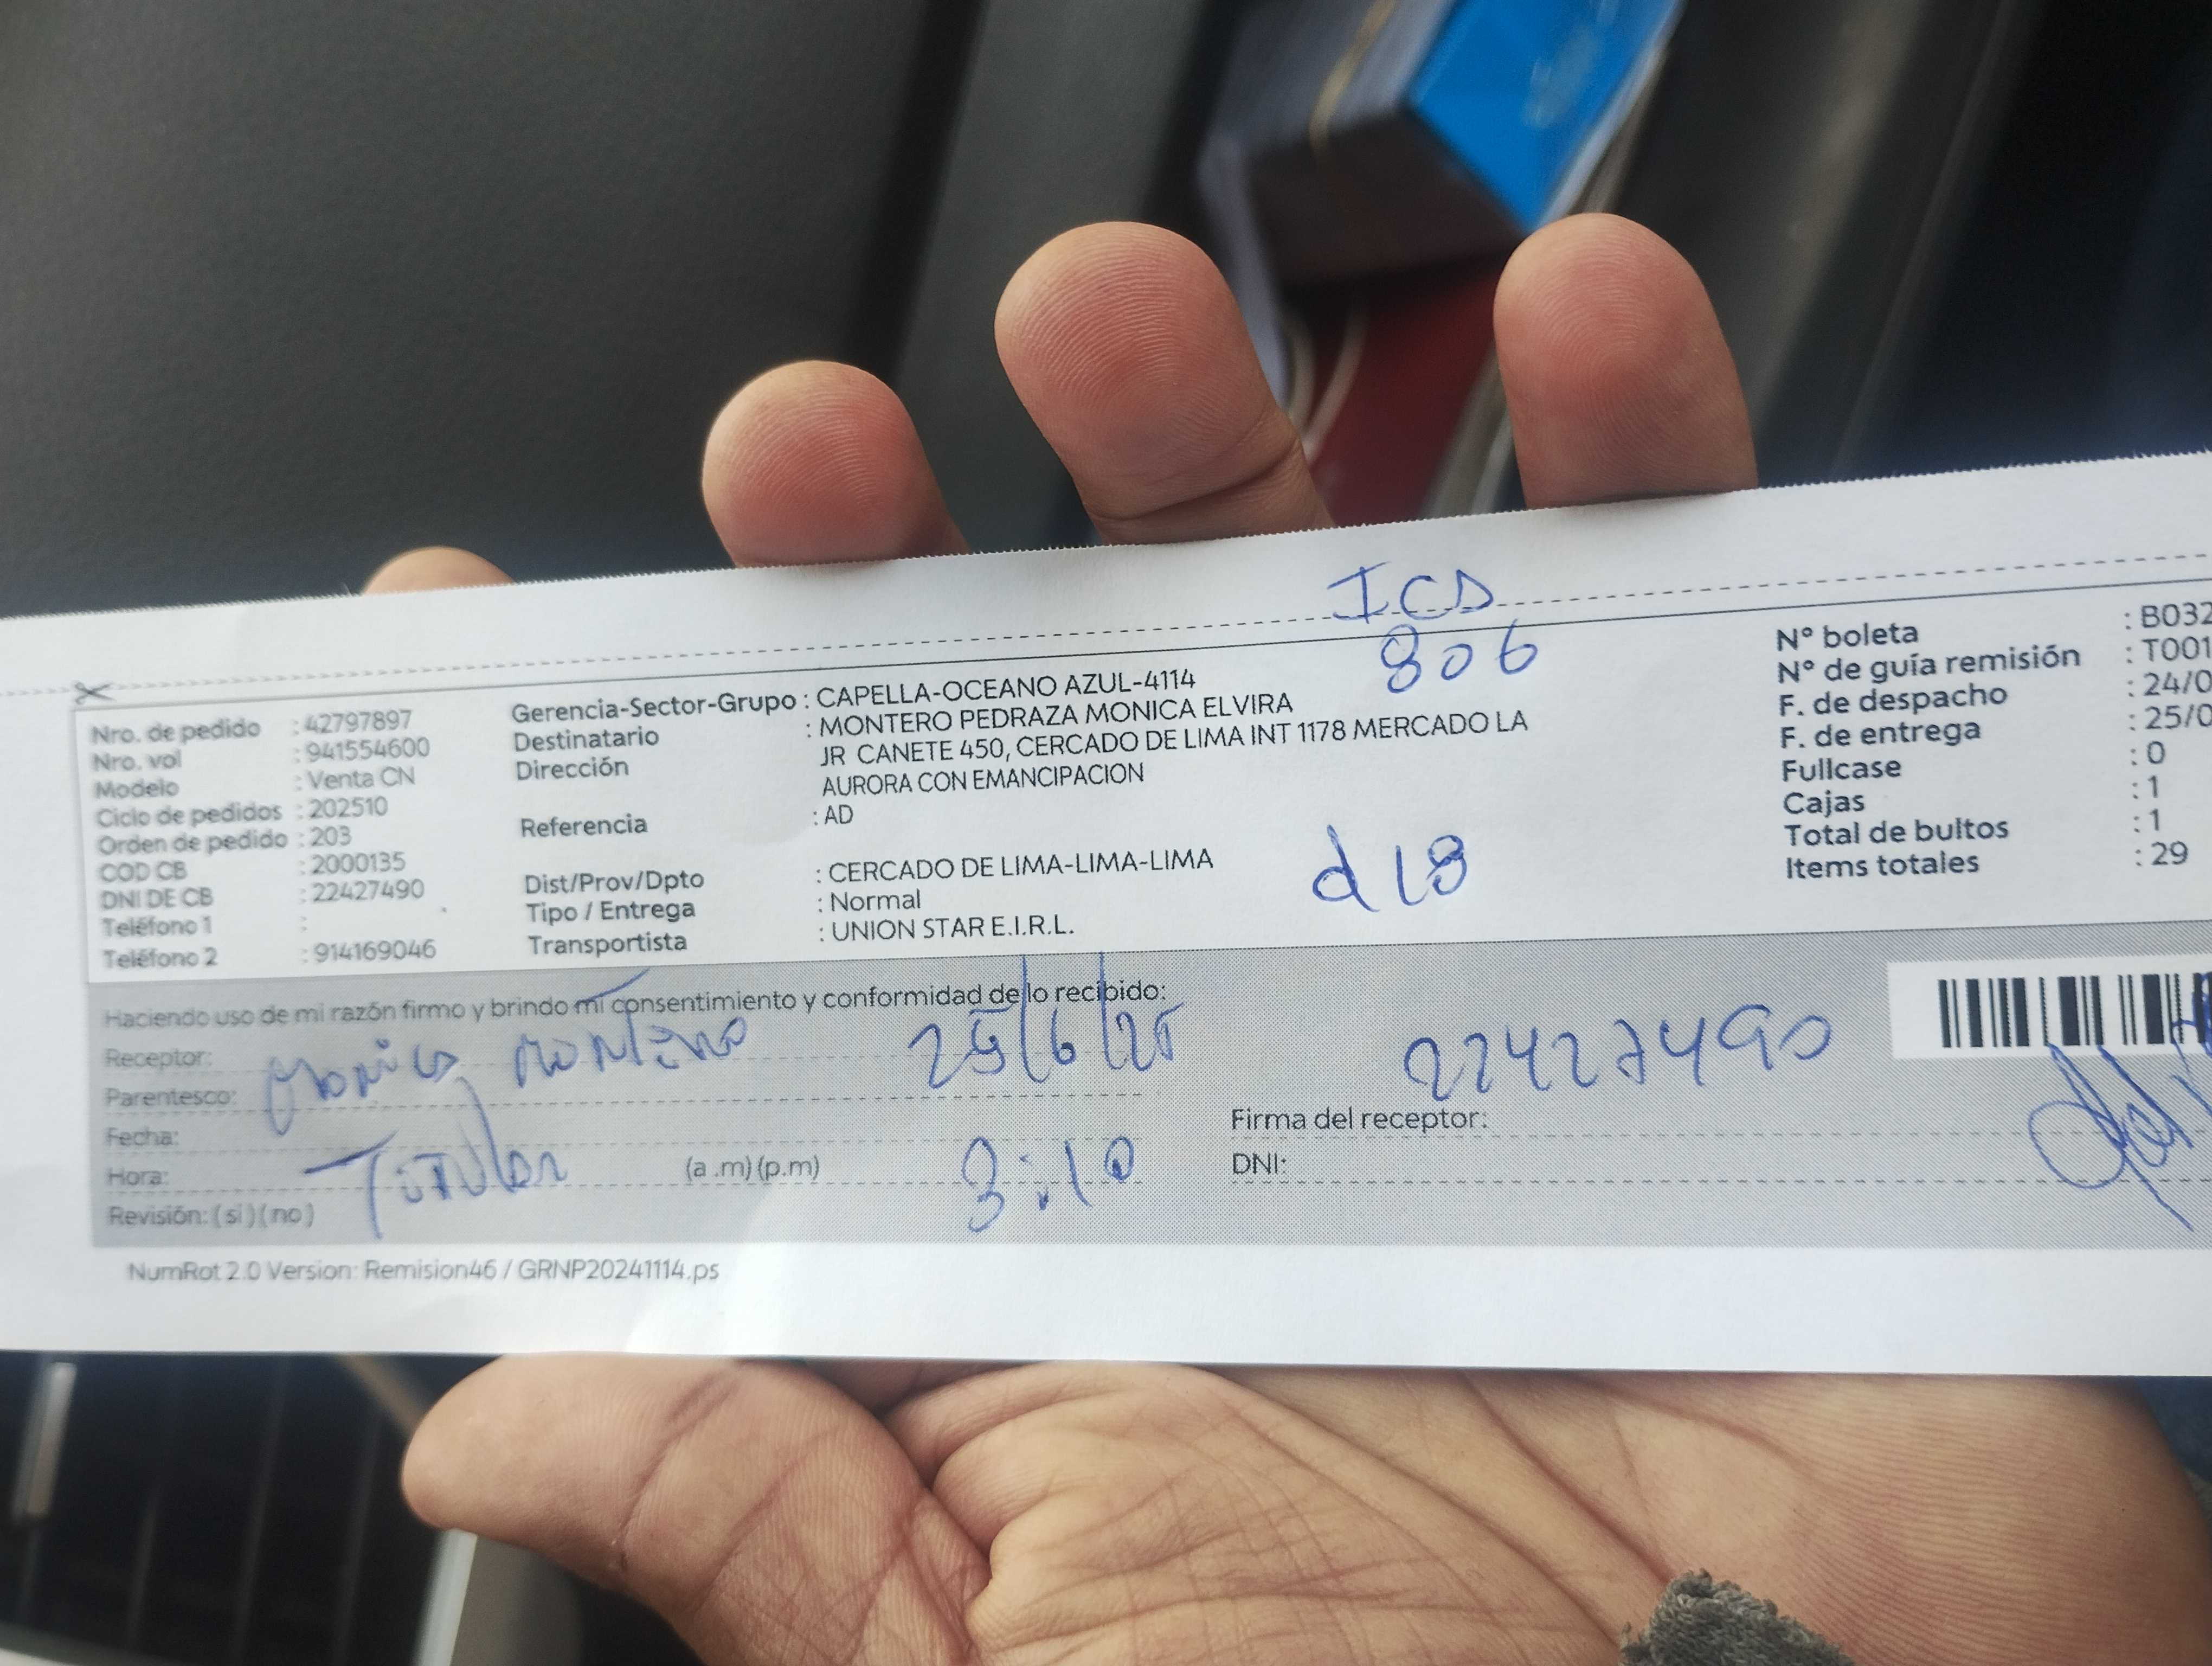 ICD
806
Nro. de pedido : 42797897
Nro. vol : 941554600
Modelo : Venta CN
Ciclo de pedidos : 202510
Orden de pedido : 203
COD CB : 2000135
DNI DE CB : 22427490
Teléfono 1 :
Teléfono 2 : 914169046
Gerencia-Sector-Grupo : CAPELLA-OCEANO AZUL-4114
Destinatario : MONTERO PEDRAZA MONICA ELVIRA
Dirección JR CANETE 450, CERCADO DE LIMA INT 1178 MERCADO LA
AURORA CON EMANCIPACION
Referencia : AD
Dist/Prov/Dpto : CERCADO DE LIMA-LIMA-LIMA
Tipo / Entrega : Normal
Transportista : UNION STAR E.I.R.L.
d18
N° boleta : B032
N° de guía remisión : T001
F. de despacho : 24/0
F. de entrega : 25/0
Fullcase : 0
Cajas : 1
Total de bultos : 1
Items totales : 29
Haciendo uso de mi razón firmo y brindo mi consentimiento y conformidad de lo recibido:
Receptor: Monica Montero 25/6/25 22427490
Parentesco:
Fecha: Firma del receptor:
Hora: Titular (a .m) (p.m) 3:10 DNI:
Revisión: ( si ) ( no )
NumRot 2.0 Version: Remision46 / GRNP20241114.ps